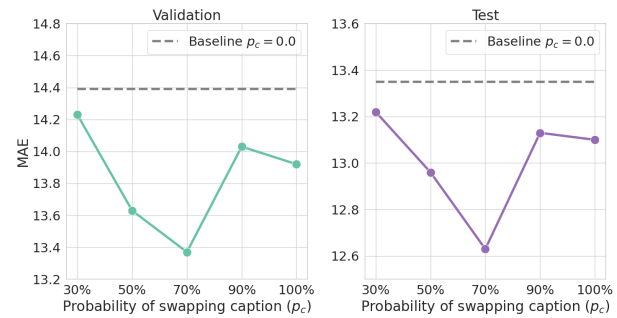 Validation
14.8
14.6
14.4
14.2
14.0
13.8
13.6
13.4
13.2
MAE
Baseline p_c = 0.0
30% 50% 70% 90% 100%
Probability of swapping caption (p_c)
Test
13.6
13.4
13.2
13.0
12.8
12.6
Baseline p_c = 0.0
30% 50% 70% 90% 100%
Probability of swapping caption (p_c)